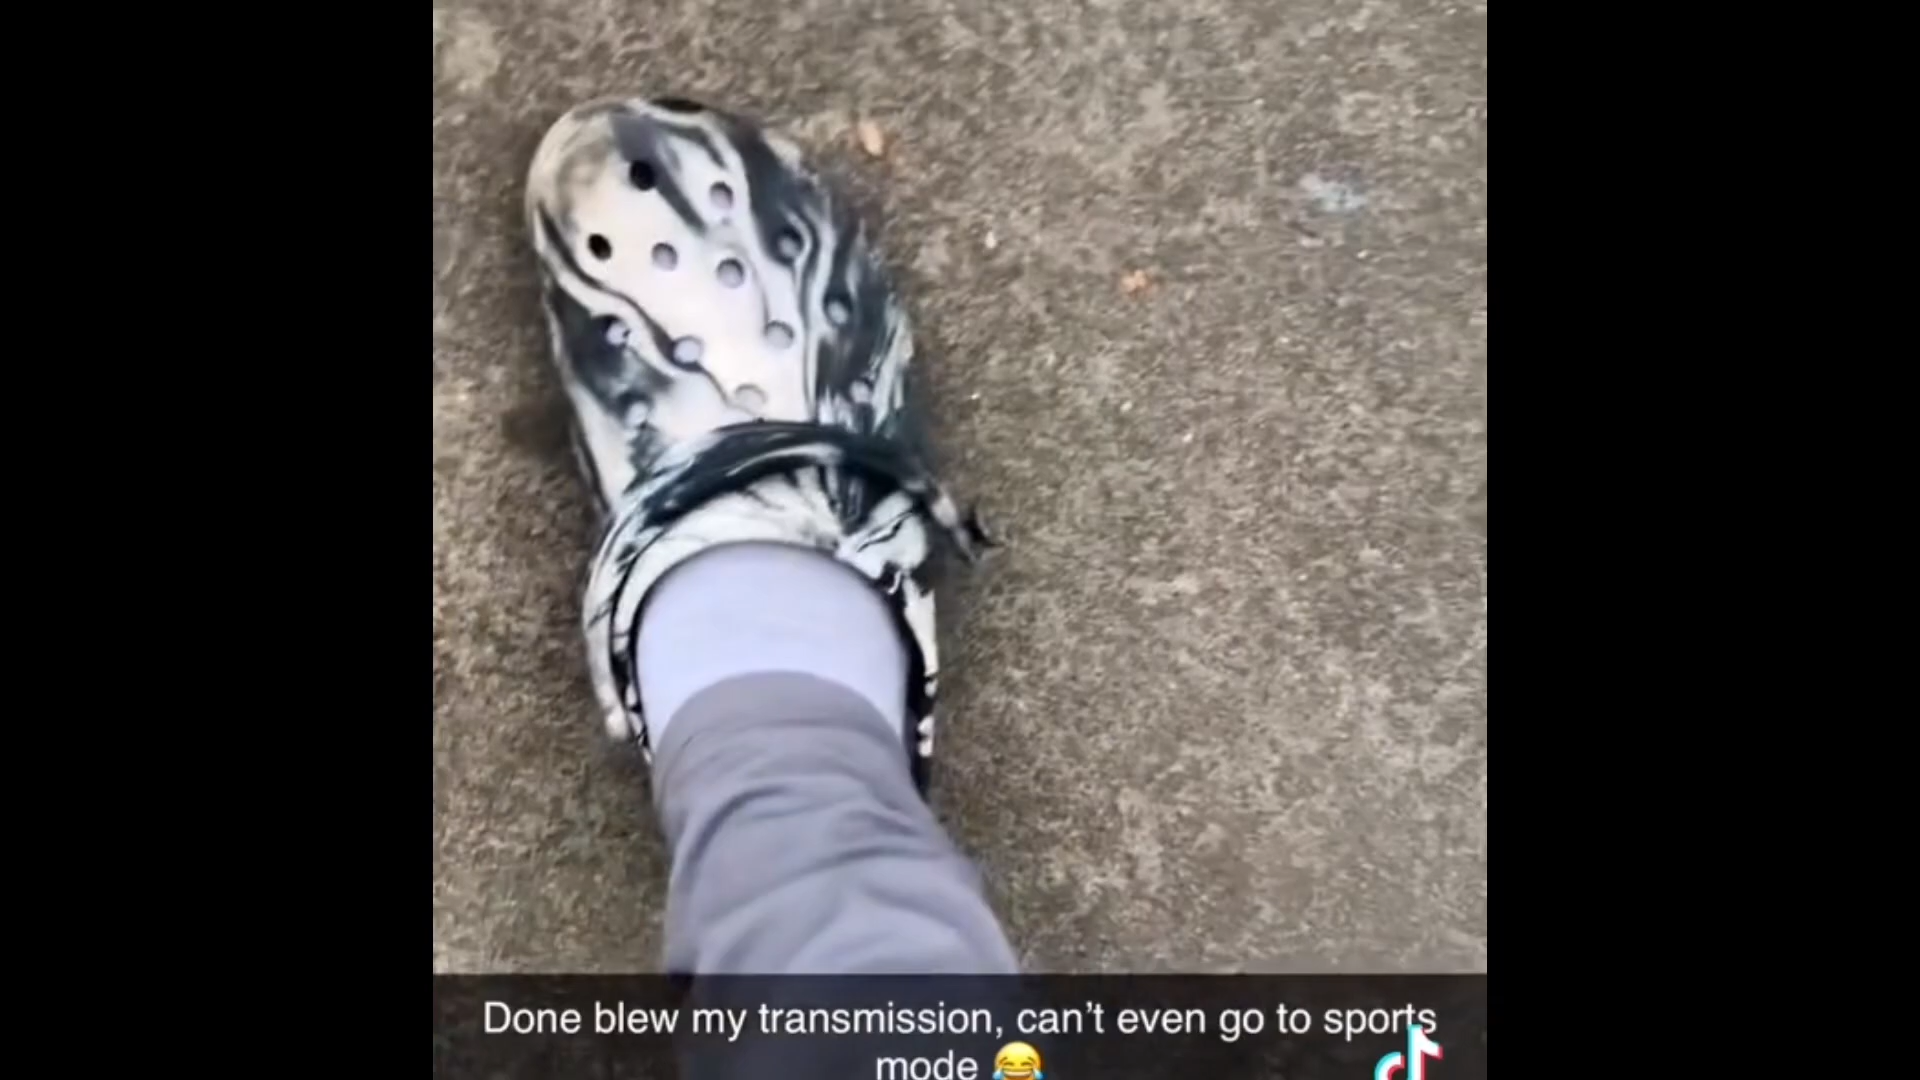 Done blew my transmission, can’t even go to sports
mode 😂